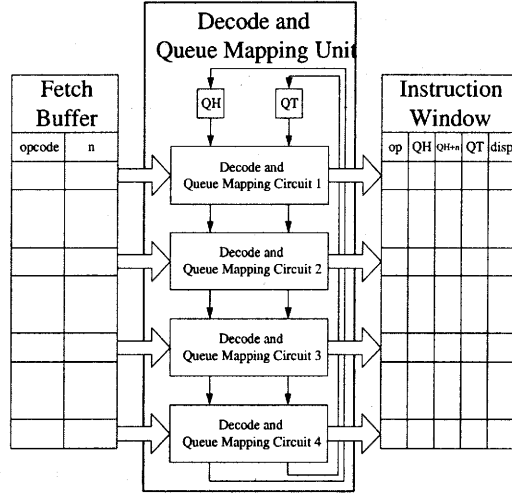 Decode and
Queue Mapping Unit
Fetch
Buffer
opcode n
QH QT
Instruction
Window
op QH QH+n QT disp
Decode and
Queue Mapping Circuit 1
Decode and
Queue Mapping Circuit 2
Decode and
Queue Mapping Circuit 3
Decode and
Queue Mapping Circuit 4